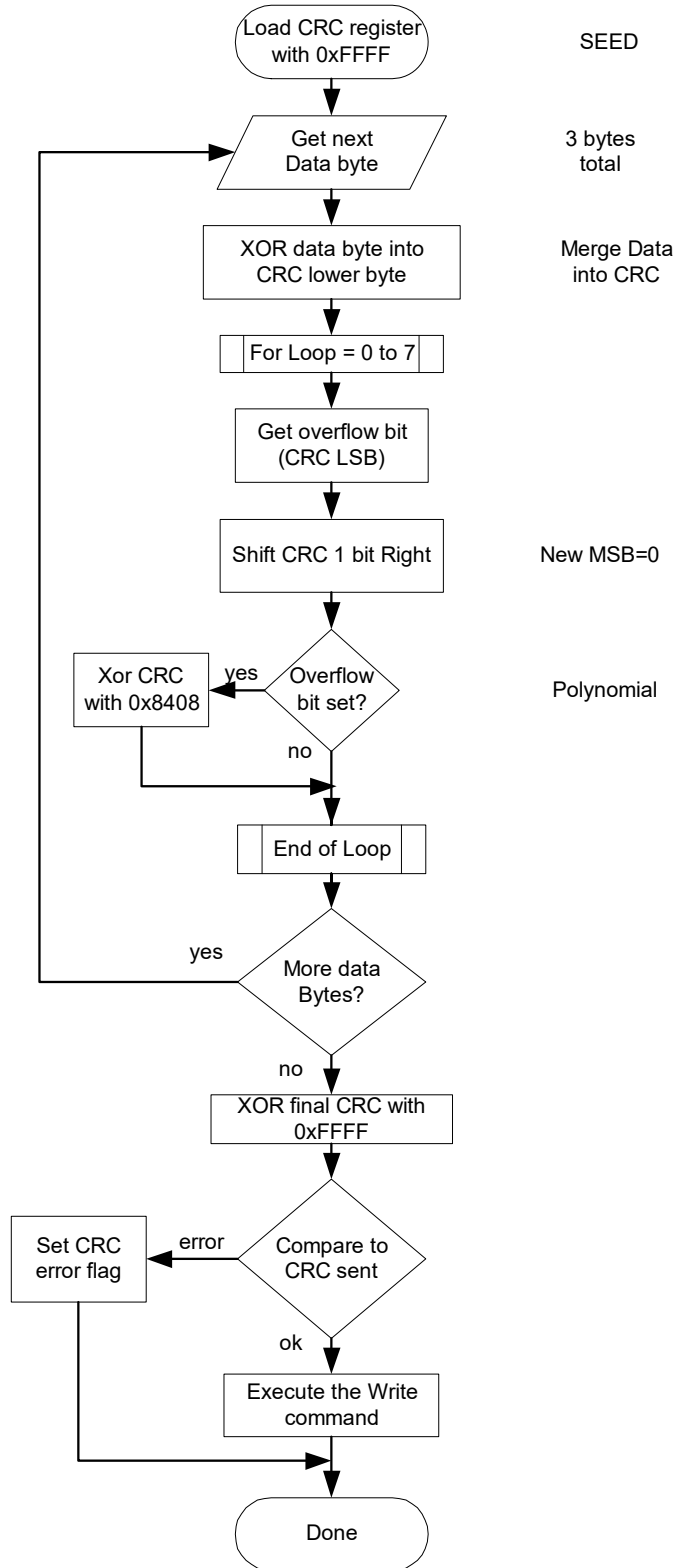 Load CRC register
with 0xFFFF
SEED
Get next
Data byte
3 bytes
total
XOR data byte into
CRC lower byte
Merge Data
into CRC
For Loop = 0 to 7
Get overflow bit
(CRC LSB)
Shift CRC 1 bit Right
New MSB=0
Xor CRC
with 0x8408
yes
Overflow
bit set?
Polynomial
no
End of Loop
yes
More data
Bytes?
no
XOR final CRC with
0xFFFF
Set CRC
error flag
error
Compare to
CRC sent
ok
Execute the Write
command
Done